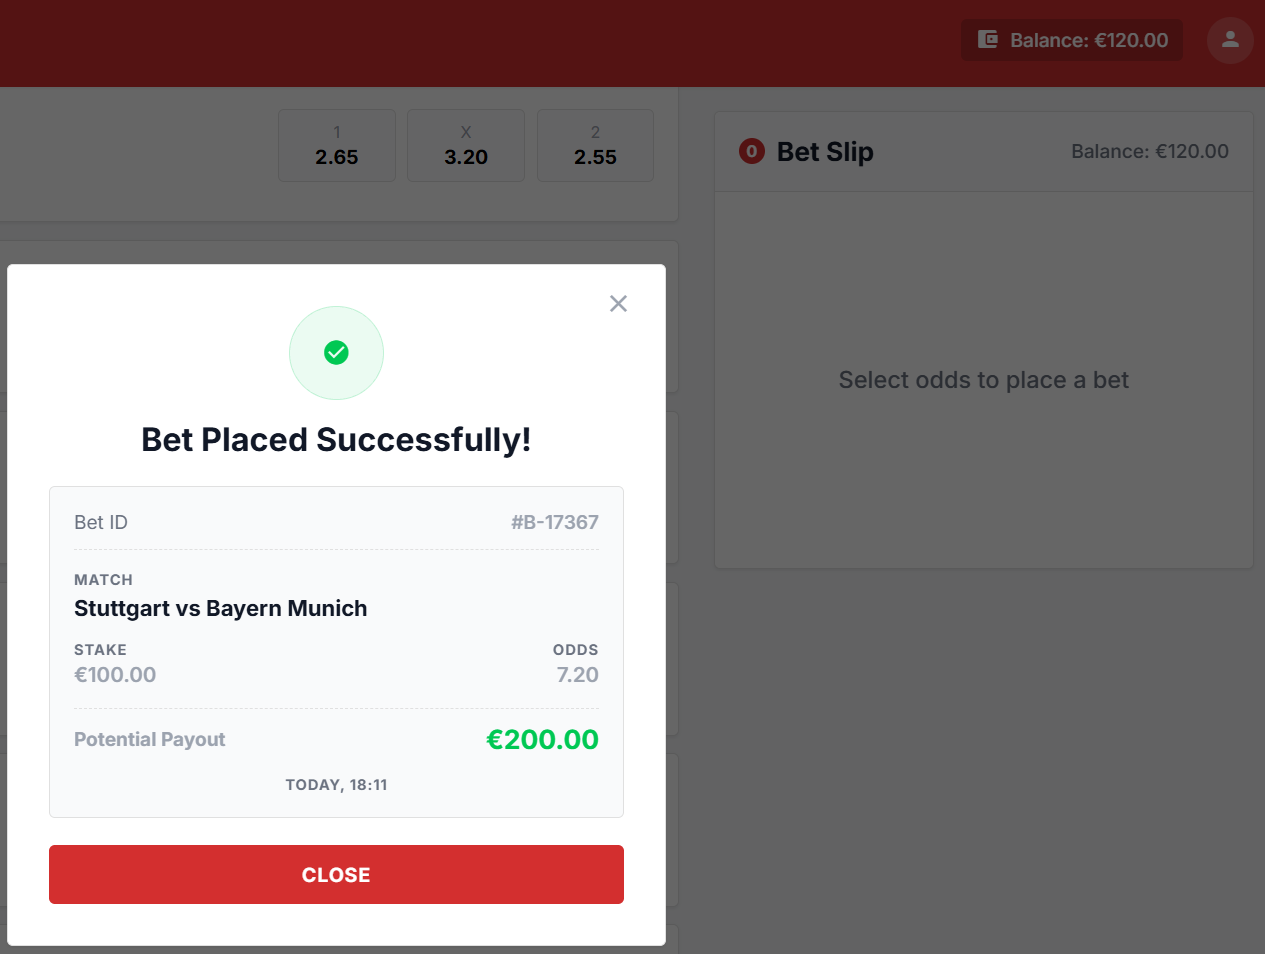 Balance: €120.00
1
2.65
X
3.20
2
2.55
0 Bet Slip
Balance: €120.00
Select odds to place a bet
Bet Placed Successfully!
Bet ID #B-17367
MATCH
Stuttgart vs Bayern Munich
STAKE ODDS
€100.00 7.20
Potential Payout €200.00
TODAY, 18:11
CLOSE